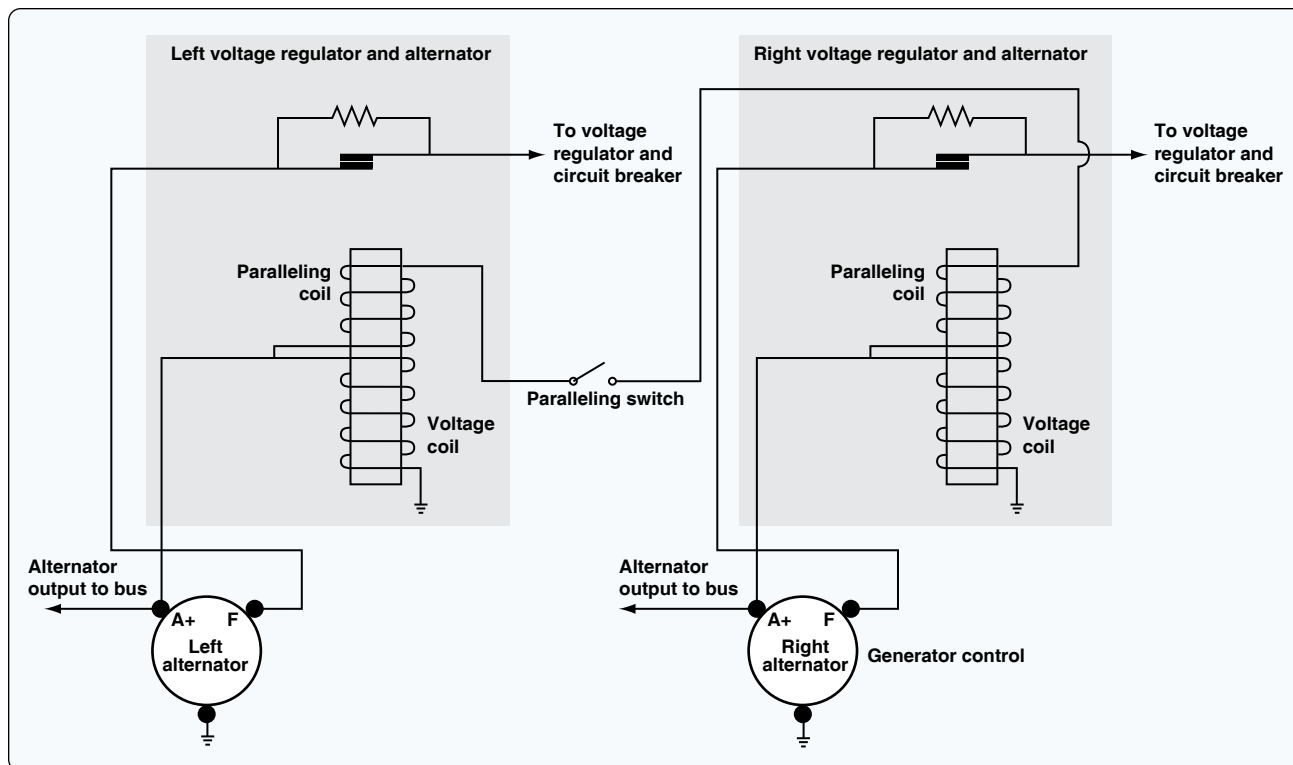 Left voltage regulator and alternator
Right voltage regulator and alternator
To voltage
regulator and
circuit breaker
To voltage
regulator and
circuit breaker
Paralleling
coil
Paralleling
coil
Paralleling switch
Voltage
coil
Voltage
coil
Alternator
output to bus
Alternator
output to bus
A+ F
Left
alternator
A+ F
Right
alternator
Generator control